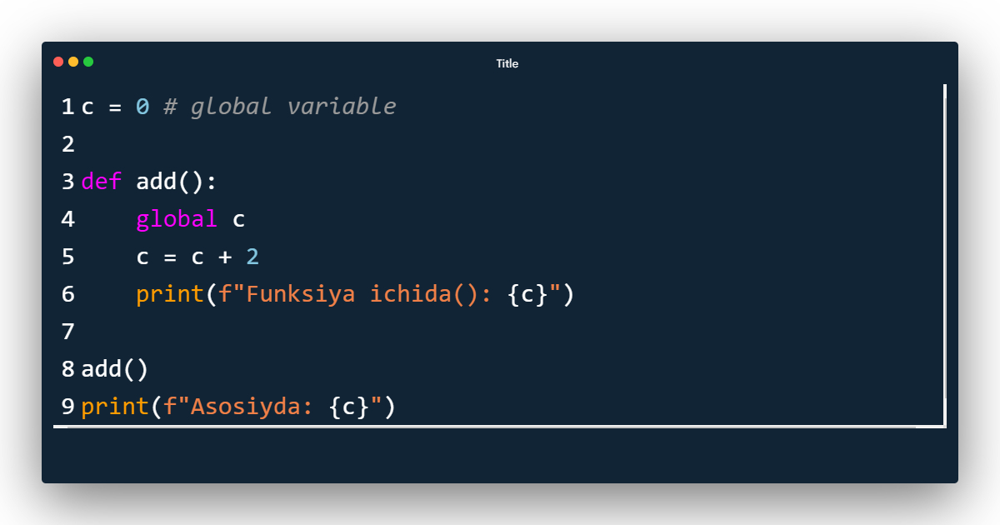 Title
1 c = 0 # global variable
2
3 def add():
4     global c
5     c = c + 2
6     print(f"Funksiya ichida(): {c}")
7
8 add()
9 print(f"Asosiyda: {c}")